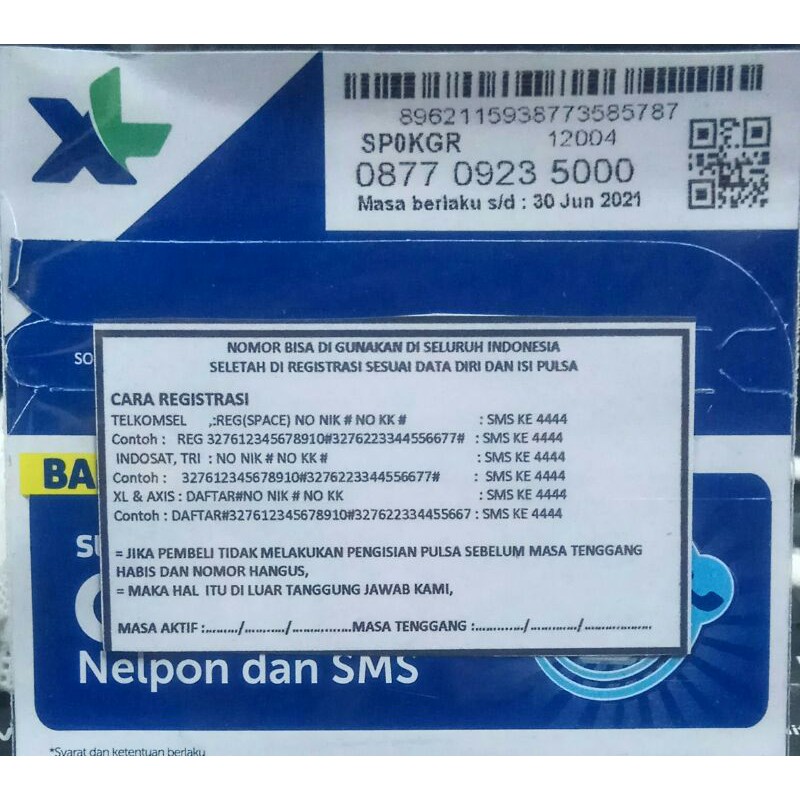 XL
8962115938773585787
SP0KGR 12004
0877 0923 5000
Masa berlaku s/d : 30 Jun 2021
SO
NOMOR BISA DI GUNAKAN DI SELURUH INDONESIA
SELETAH DI REGISTRASI SESUAI DATA DIRI DAN ISI PULSA
CARA REGISTRASI
TELKOMSEL ,:REG(SPACE) NO NIK # NO KK # : SMS KE 4444
Contoh : REG 327612345678910#3276223344556677# : SMS KE 4444
INDOSAT, TRI : NO NIK # NO KK # : SMS KE 4444
Contoh : 327612345678910#3276223344556677# : SMS KE 4444
XL & AXIS : DAFTAR#NO NIK # NO KK : SMS KE 4444
Contoh : DAFTAR#327612345678910#327622334455667 : SMS KE 4444
BA
SU
= JIKA PEMBELI TIDAK MELAKUKAN PENGISIAN PULSA SEBELUM MASA TENGGANG
HABIS DAN NOMOR HANGUS,
= MAKA HAL ITU DI LUAR TANGGUNG JAWAB KAMI,
MASA AKTIF :........./.........../................MASA TENGGANG :............/.........../.................
Nelpon dan SMS
*Syarat dan ketentuan berlaku